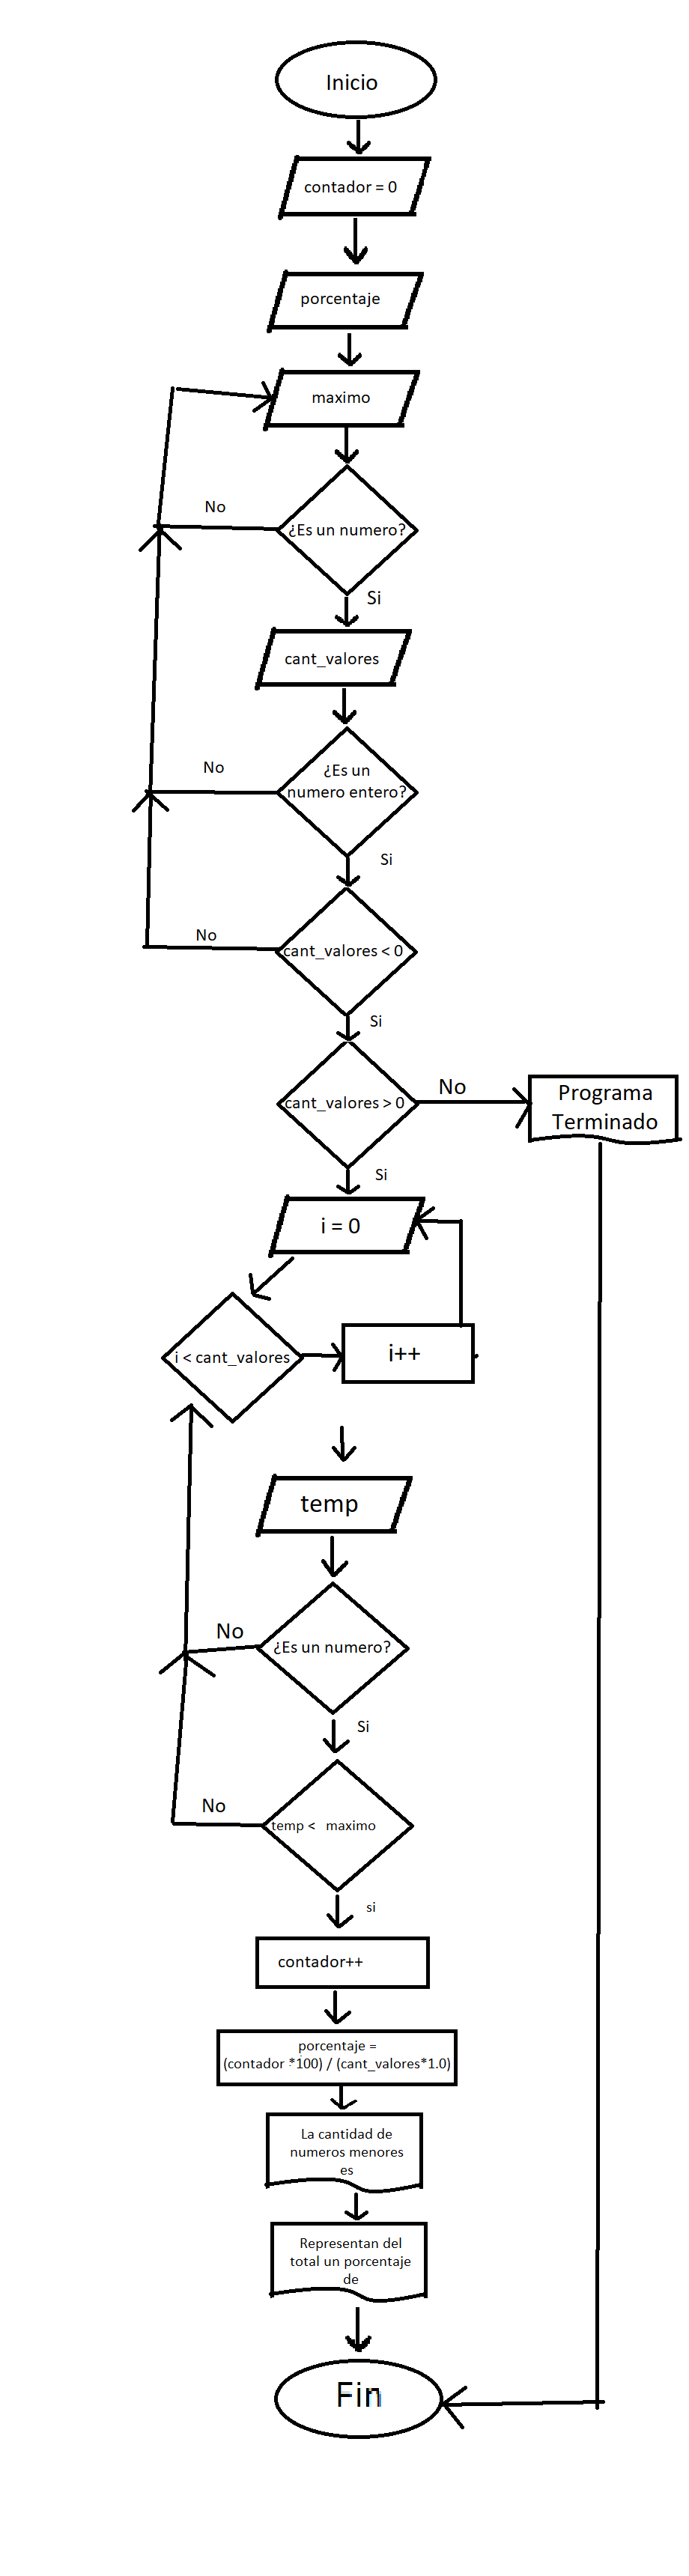 Inicio
contador = 0
porcentaje
maximo
No
¿Es un numero?
Si
cant_valores
No
¿Es un
numero entero?
Si
No
cant_valores < 0
Si
cant_valores > 0
No
Programa
Terminado
Si
i = 0
i < cant_valores
i++
temp
No
¿Es un numero?
Si
No
temp < maximo
si
contador++
porcentaje =
(contador *100) / (cant_valores*1.0)
La cantidad de
numeros menores
es
Representan del
total un porcentaje
de
Fin